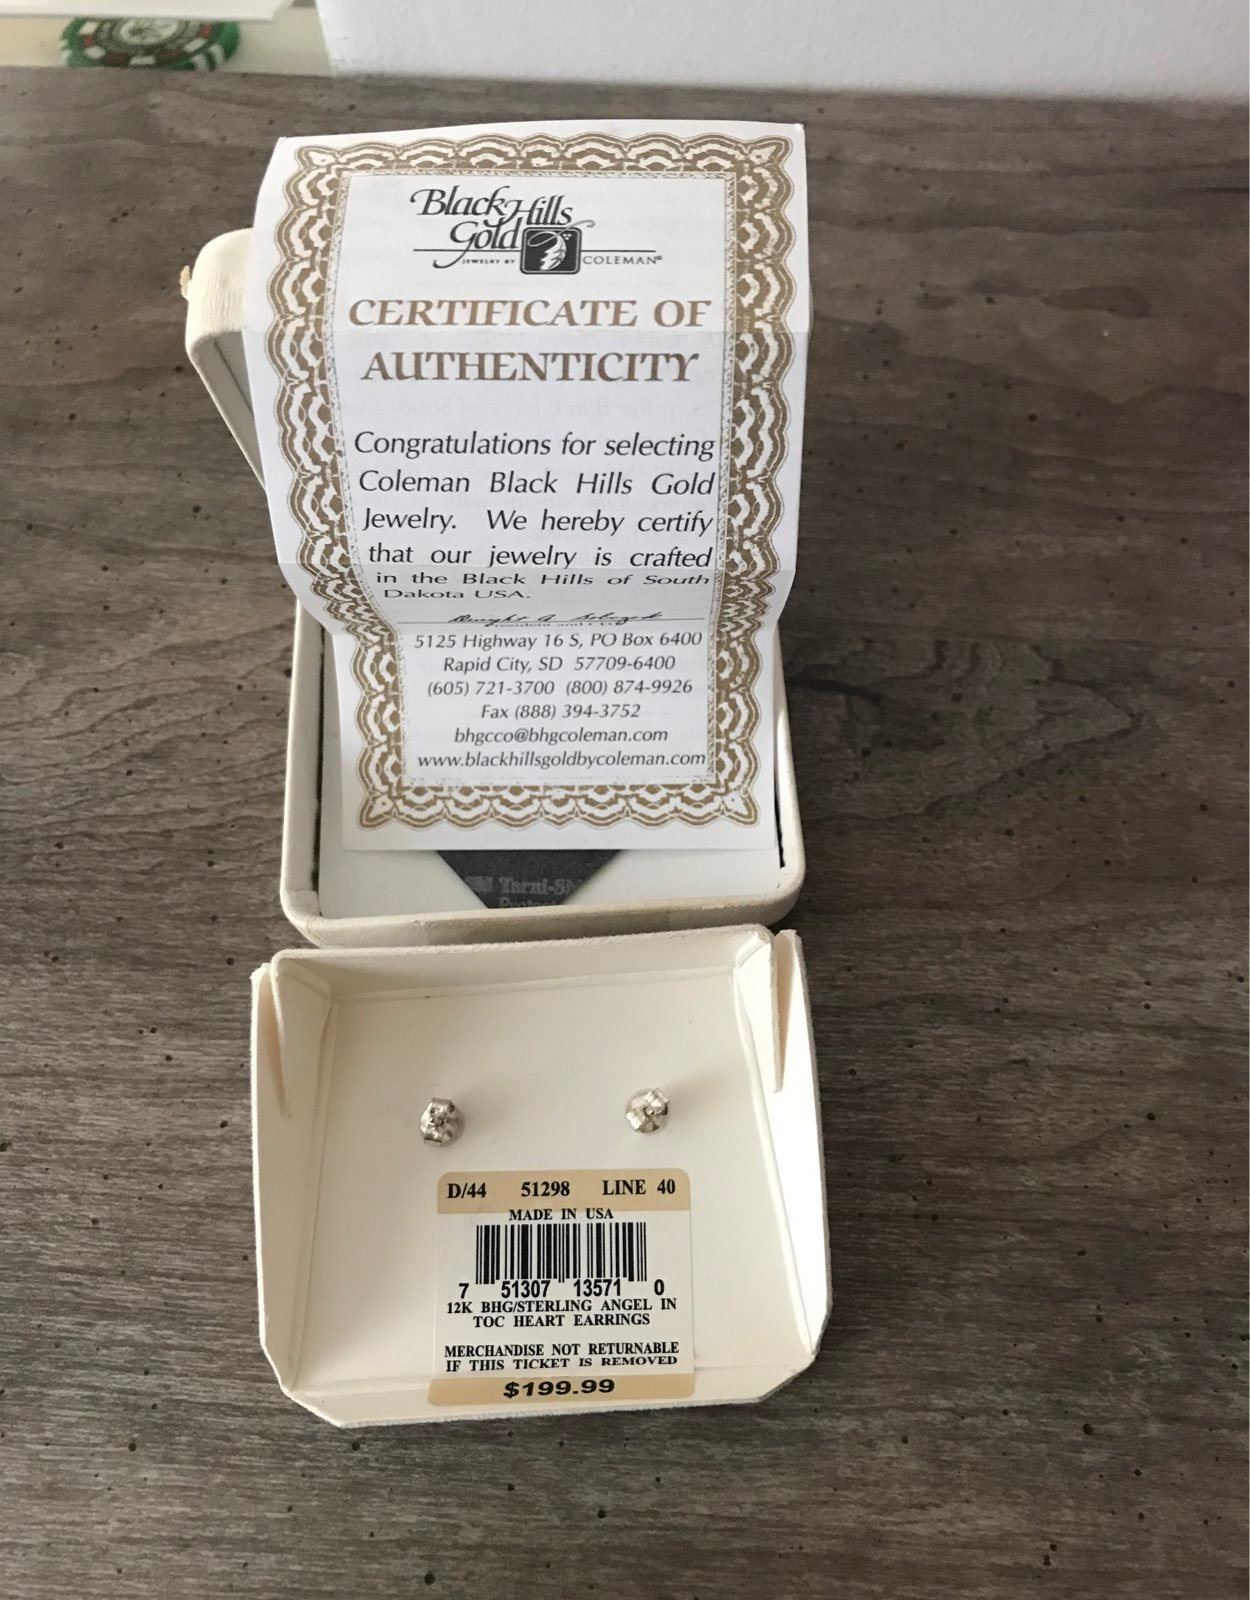 Black Hills
Gold
JEWELRY BY COLEMAN®
CERTIFICATE OF
AUTHENTICITY
Congratulations for selecting
Coleman Black Hills Gold
Jewelry. We hereby certify
that our jewelry is crafted
in the Black Hills of South
Dakota USA.
President and CEO
5125 Highway 16 S, PO Box 6400
Rapid City, SD 57709-6400
(605) 721-3700 (800) 874-9926
Fax (888) 394-3752
bhgcco@bhgcoleman.com
www.blackhillsgoldbycoleman.com
D/44 51298 LINE 40
MADE IN USA
7 51307 13571 0
12K BHG/STERLING ANGEL IN
TOC HEART EARRINGS
MERCHANDISE NOT RETURNABLE
IF THIS TICKET IS REMOVED
$199.99